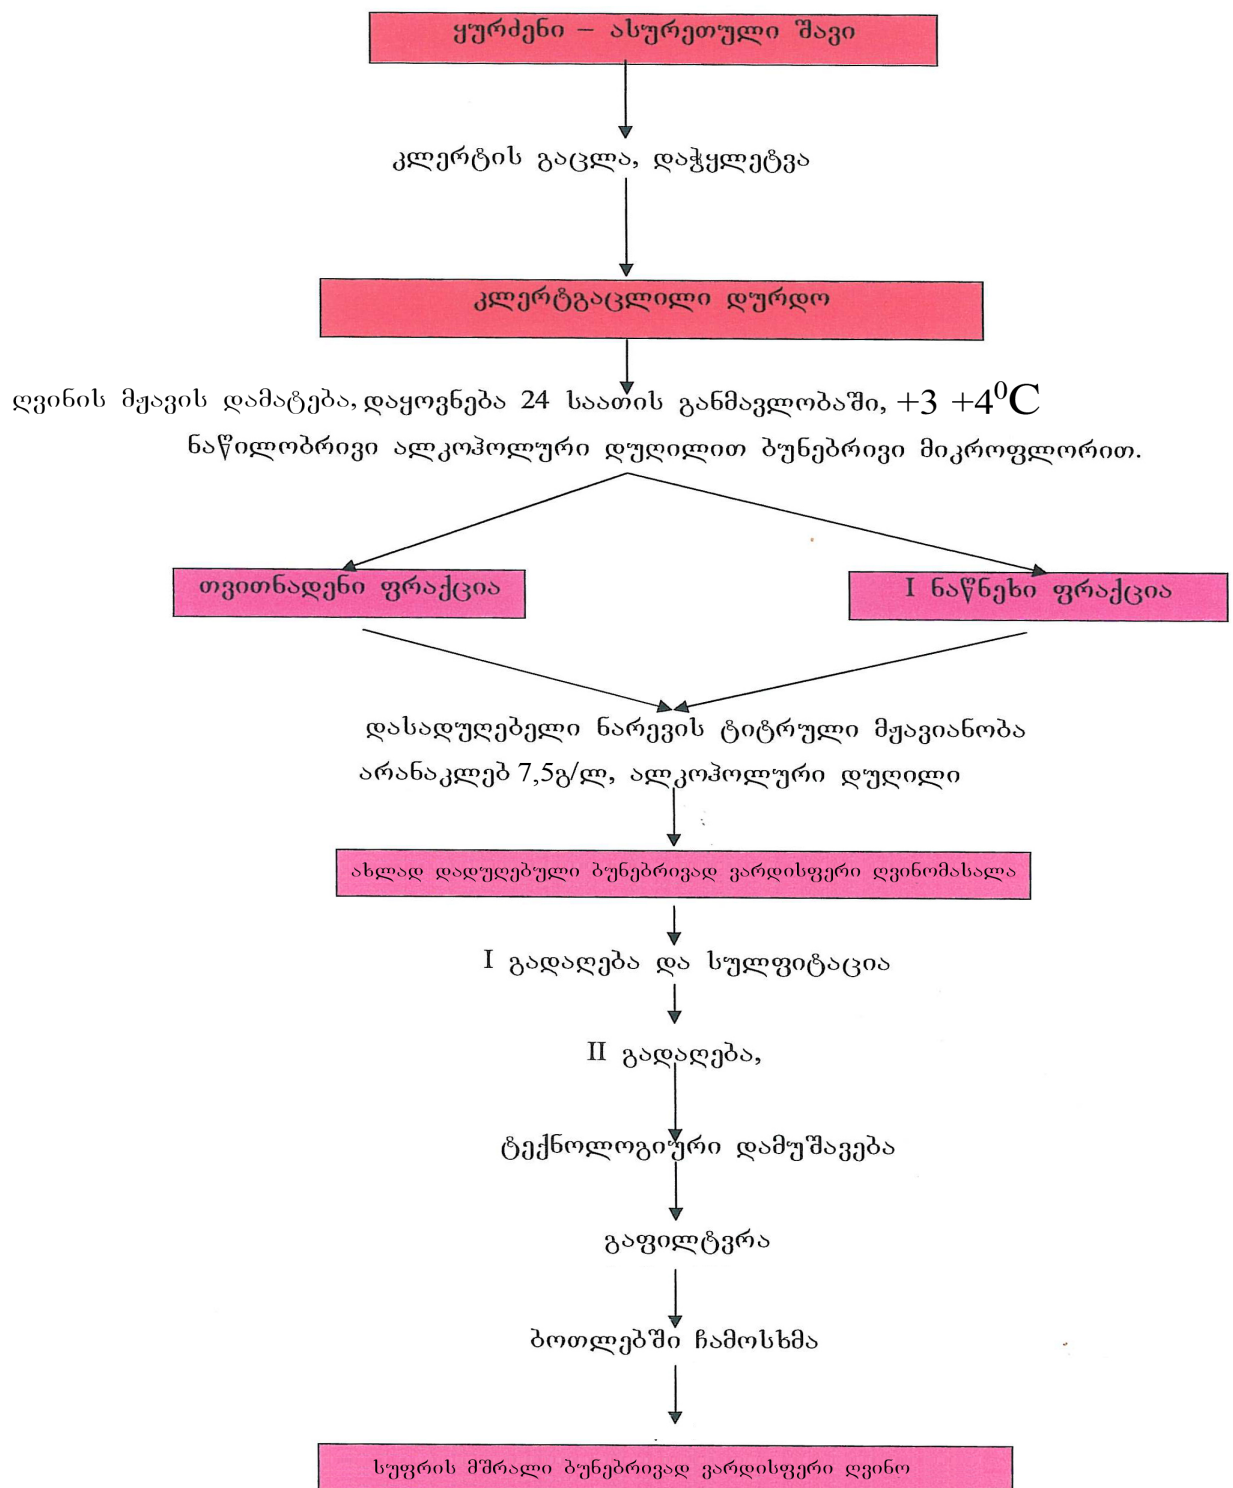 ყურძენი – ასურეთული შავი
კლერტის გაცლა, დაჭყლეტვა
კლერტგაცლილი დურდო
ღვინის მჟავის დამატება, დაყოვნება 24 საათის განმავლობაში, +3 +4⁰C
ნაწილობრივი ალკოჰოლური დუღილით ბუნებრივი მიკროფლორით.
თვითნადენი ფრაქცია
I ნაწნეხი ფრაქცია
დასადუღებელი ნარევის ტიტრული მჟავიანობა
არანაკლებ 7,5გ/ლ, ალკოჰოლური დუღილი
ახლად დადუღებული ბუნებრივად ვარდისფერი ღვინომასალა
I გადაღება და სულფიტაცია
II გადაღება,
ტექნოლოგიური დამუშავება
გაფილტვრა
ბოთლებში ჩამოსხმა
სუფრის მშრალი ბუნებრივად ვარდისფერი ღვინო